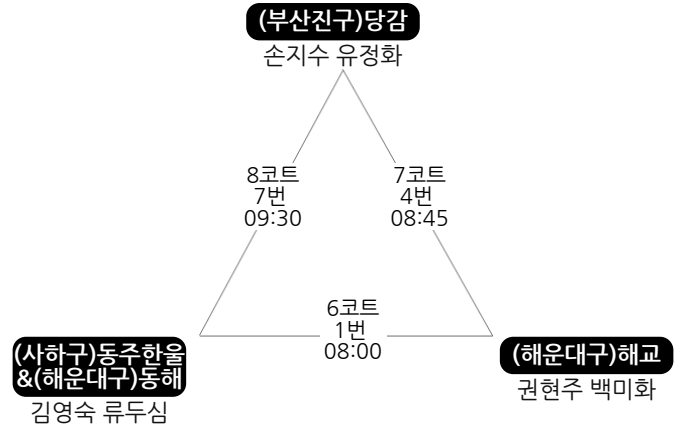 (부산진구)당감
손지수 유정화
8코트
7번
09:30
7코트
4번
08:45
6코트
1번
08:00
(사하구)동주한울
&(해운대구)동해
김영숙 류두심
(해운대구)해교
권현주 백미화